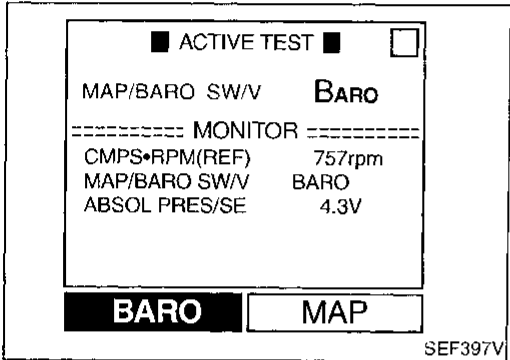 ■ ACTIVE TEST ■ □
MAP/BARO SW/V BARO
========= MONITOR =========
CMPS•RPM(REF) 757rpm
MAP/BARO SW/V BARO
ABSOL PRES/SE 4.3V
BARO MAP
SEF397V